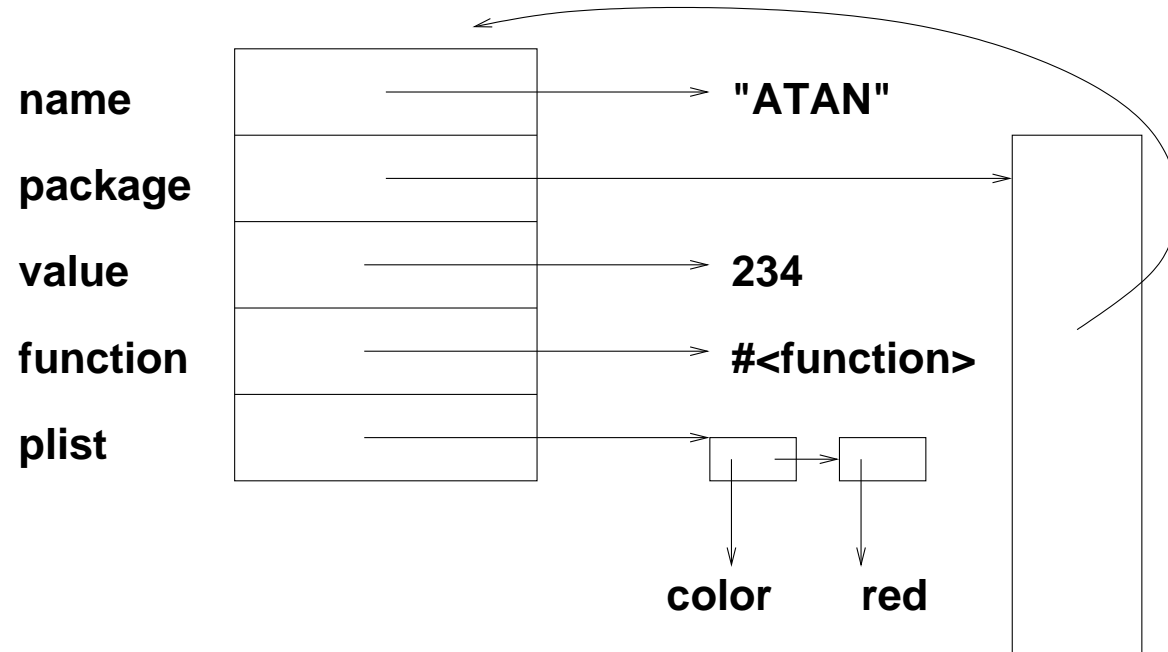 name "ATAN"
package
value 234
function #<function>
plist
color red